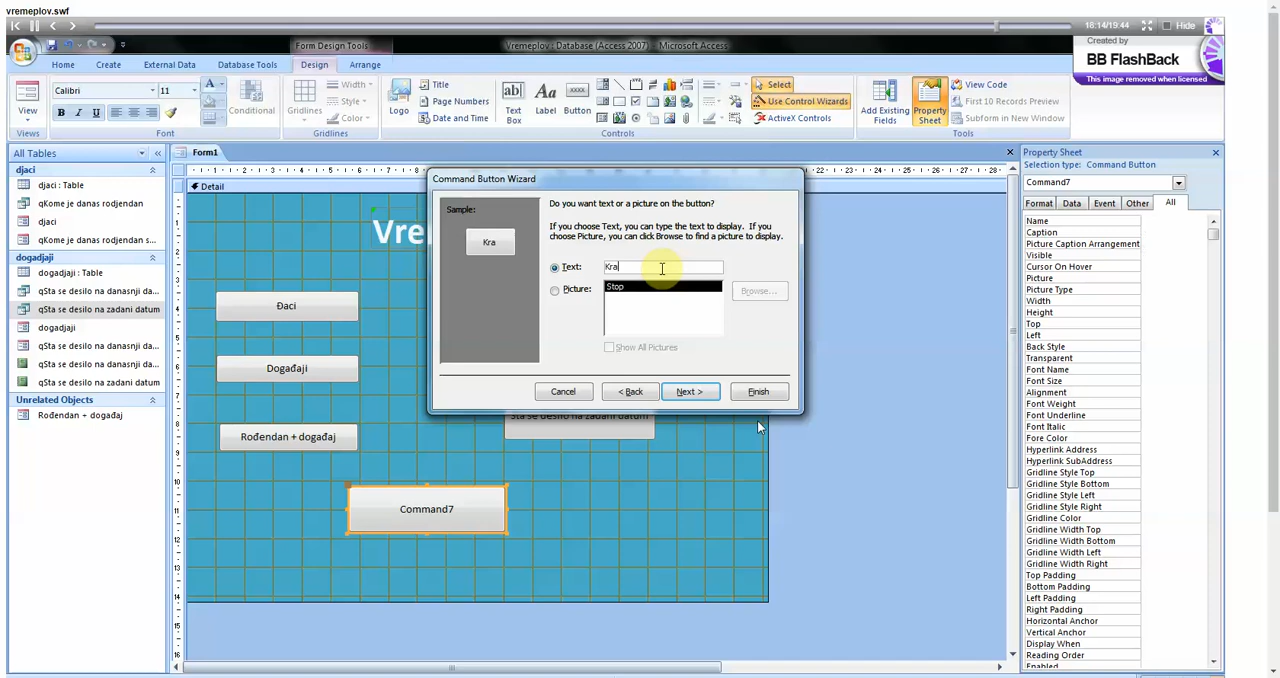 vremeplov.swf
18:14/19:44
Hide
Created by
BB FlashBack
This image removed when licensed
Form Design Tools
Vremeplov : Database (Access 2007) - Microsoft Access
Home
Create
External Data
Database Tools
Design
Arrange
View
Views
Calibri
11
B I U
Conditional
Font
Gridlines
Width
Style
Color
Gridlines
Logo
Title
Page Numbers
Date and Time
Text
Box
Label
Button
Controls
Select
Use Control Wizards
ActiveX Controls
Add Existing
Fields
Property
Sheet
View Code
First 10 Records Preview
Subform in New Window
Tools
All Tables
djaci
djaci : Table
qKome je danas rodjendan
djaci
qKome je danas rodjendan s...
dogadjaji
dogadjaji : Table
qSta se desilo na danasnji da...
qSta se desilo na zadani datum
dogadjaji
qSta se desilo na danasnji da...
qSta se desilo na zadani dat...
qSta se desilo na danasnji da...
qSta se desilo na zadani datum
Unrelated Objects
Rođendan + događaj
Form1
Detail
Vre
Đaci
Događaji
Rođendan + događaj
Sta se desilo na zadani datum
Command7
Command Button Wizard
Sample:
Kra
Do you want text or a picture on the button?
If you choose Text, you can type the text to display. If you
choose Picture, you can click Browse to find a picture to display.
Text:
Kra
Picture:
Stop
Browse...
Show All Pictures
Cancel
< Back
Next >
Finish
Property Sheet
Selection type: Command Button
Command7
Format
Data
Event
Other
All
Name
Caption
Picture Caption Arrangement
Visible
Cursor On Hover
Picture
Picture Type
Width
Height
Top
Left
Back Style
Transparent
Font Name
Font Size
Alignment
Font Weight
Font Underline
Font Italic
Fore Color
Hyperlink Address
Hyperlink SubAddress
Gridline Style Top
Gridline Style Bottom
Gridline Style Left
Gridline Style Right
Gridline Color
Gridline Width Top
Gridline Width Bottom
Gridline Width Left
Gridline Width Right
Top Padding
Bottom Padding
Left Padding
Right Padding
Horizontal Anchor
Vertical Anchor
Display When
Reading Order
Enabled